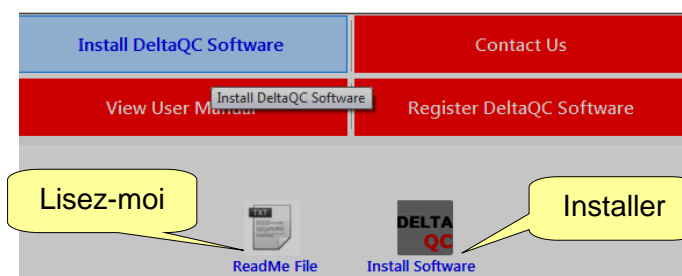 Install DeltaQC Software
Contact Us
Install DeltaQC Software
View User Manual
Register DeltaQC Software
Lisez-moi
Installer
TXT
DELTA
QC
ReadMe File
Install Software